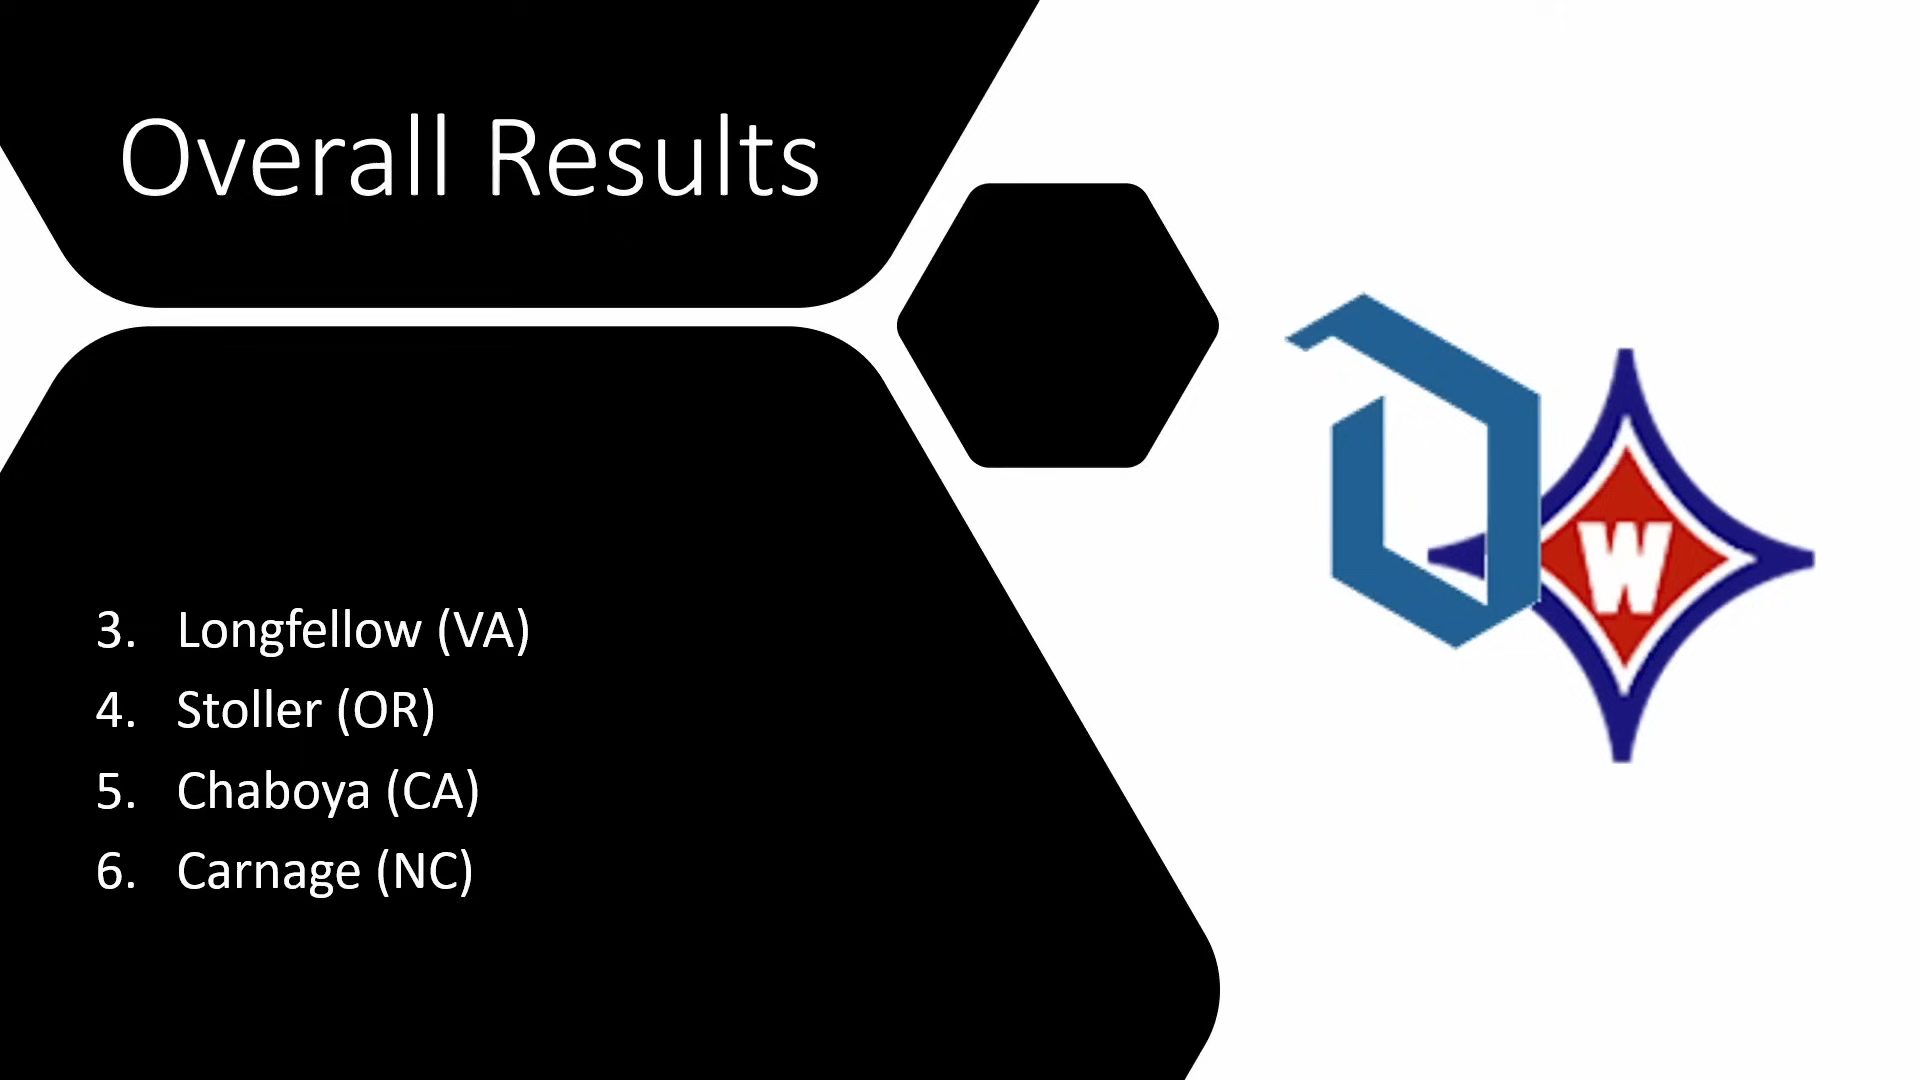 Overall Results
3. Longfellow (VA)
4. Stoller (OR)
5. Chaboya (CA)
6. Carnage (NC)
W